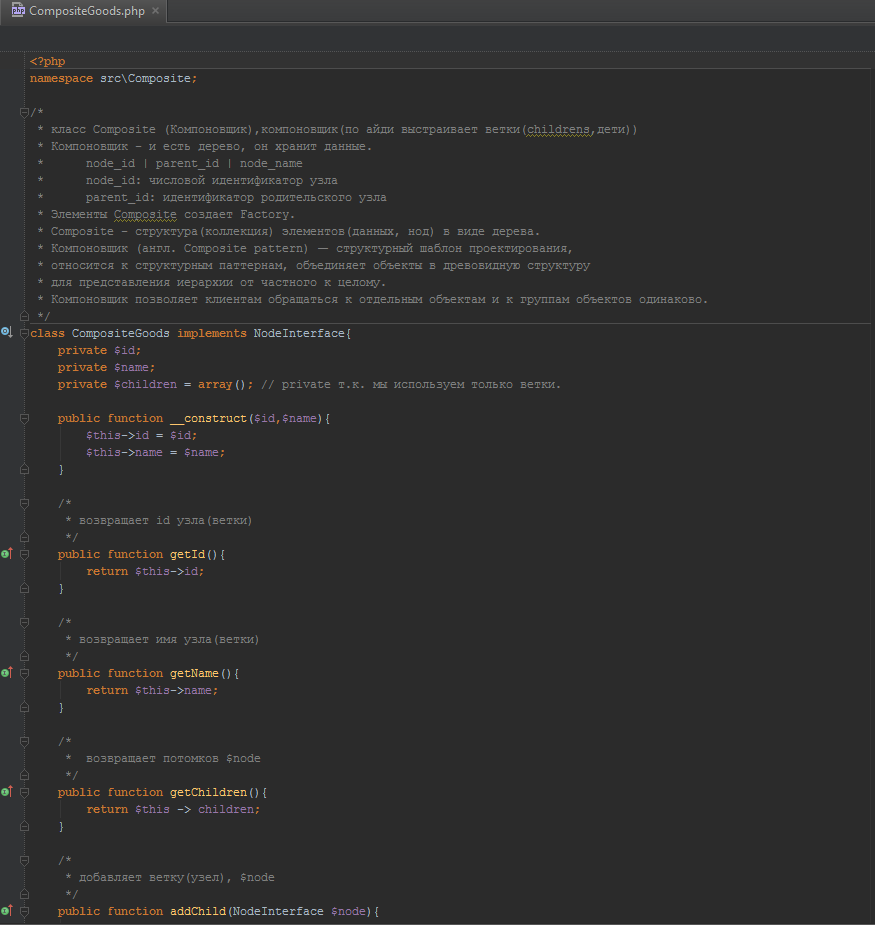 CompositeGoods.php
<?php
namespace src\Composite;
/*
* класс Composite (Компоновщик),компоновщик(по айди выстраивает ветки(childrens,дети))
* Компоновщик - и есть дерево, он хранит данные.
*      node_id | parent_id | node_name
*      node_id: числовой идентификатор узла
*      parent_id: идентификатор родительского узла
* Элементы Composite создает Factory.
* Composite - структура(коллекция) элементов(данных, нод) в виде дерева.
* Компоновщик (англ. Composite pattern) — структурный шаблон проектирования,
* относится к структурным паттернам, объединяет объекты в древовидную структуру
* для представления иерархии от частного к целому.
* Компоновщик позволяет клиентам обращаться к отдельным объектам и к группам объектов одинаково.
*/
class CompositeGoods implements NodeInterface{
    private $id;
    private $name;
    private $children = array(); // private т.к. мы используем только ветки.
    public function __construct($id,$name){
        $this->id = $id;
        $this->name = $name;
    }
    /*
     * возвращает id узла(ветки)
     */
    public function getId(){
        return $this->id;
    }
    /*
     * возвращает имя узла(ветки)
     */
    public function getName(){
        return $this->name;
    }
    /*
     *  возвращает потомков $node
     */
    public function getChildren(){
        return $this -> children;
    }
    /*
     * добавляет ветку(узел), $node
     */
    public function addChild(NodeInterface $node){